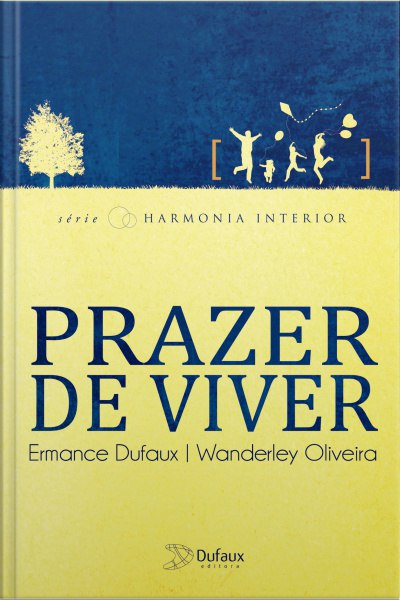 série HARMONIA INTERIOR
PRAZER
DE VIVER
Ermance Dufaux | Wanderley Oliveira
Dufaux
editora